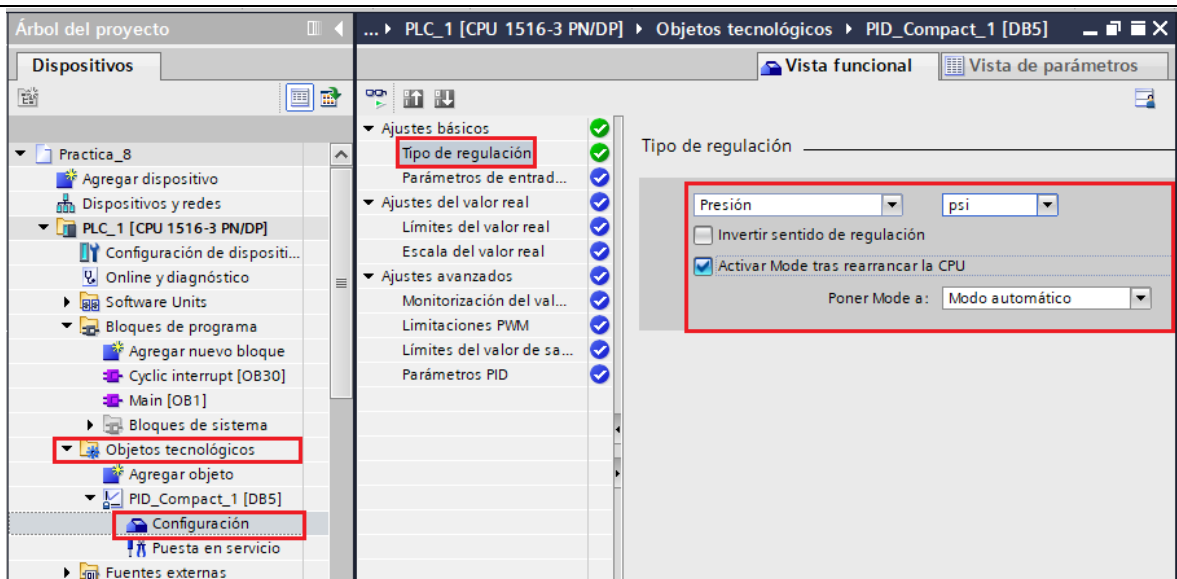 Árbol del proyecto
Dispositivos
Practica_8
Agregar dispositivo
Dispositivos y redes
PLC_1 [CPU 1516-3 PN/DP]
Configuración de dispositi...
Online y diagnóstico
Software Units
Bloques de programa
Agregar nuevo bloque
Cyclic interrupt [OB30]
Main [OB1]
Bloques de sistema
Objetos tecnológicos
Agregar objeto
PID_Compact_1 [DB5]
Configuración
Puesta en servicio
Fuentes externas
... PLC_1 [CPU 1516-3 PN/DP] Objetos tecnológicos PID_Compact_1 [DB5]
Vista funcional
Vista de parámetros
Ajustes básicos
Tipo de regulación
Parámetros de entrad...
Ajustes del valor real
Límites del valor real
Escala del valor real
Ajustes avanzados
Monitorización del val...
Limitaciones PWM
Límites del valor de sa...
Parámetros PID
Tipo de regulación
Presión psi
Invertir sentido de regulación
Activar Mode tras rearrancar la CPU
Poner Mode a: Modo automático